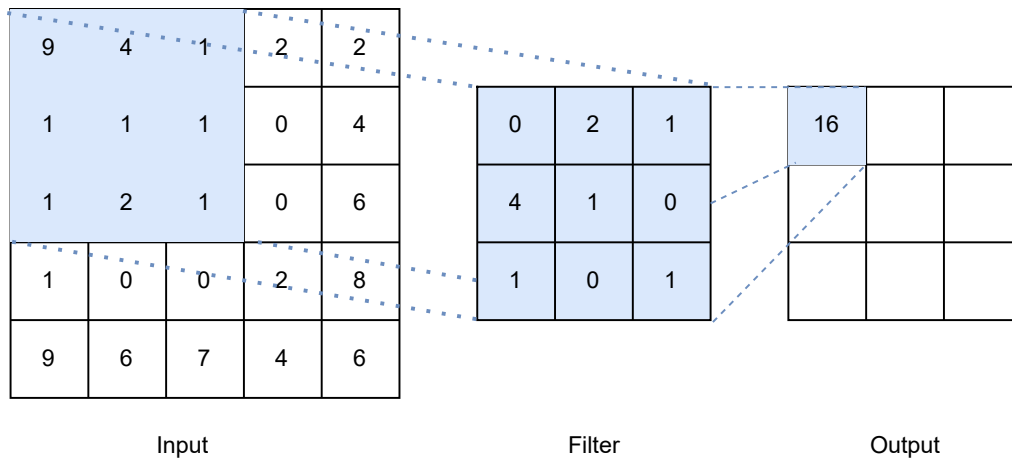 9 4 1 2 2
1 1 1 0 4
1 2 1 0 6
1 0 0 2 8
9 6 7 4 6
Input
0 2 1
4 1 0
1 0 1
Filter
16
Output